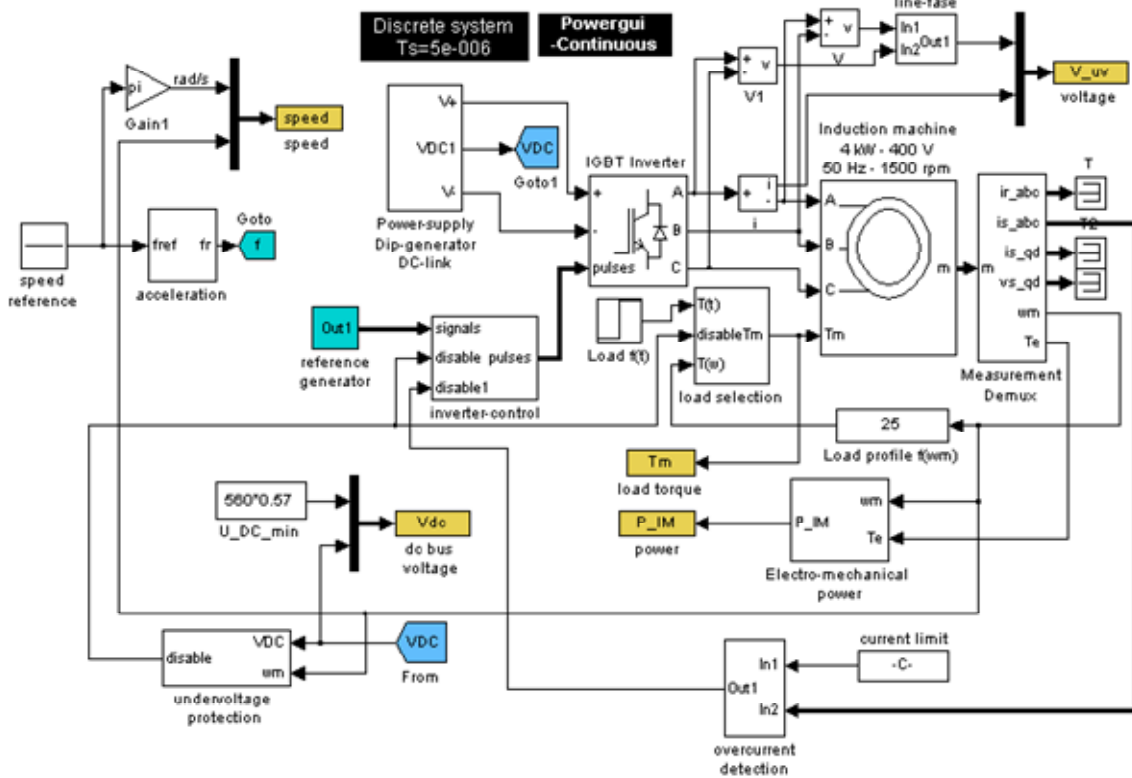 Discrete system
Ts=5e-006
Powergui
-Continuous
line-fase
In1
In2
Out1
v
V
v
V1
V_uv
voltage
pi
rad/s
Gain1
speed
speed
V+
VDC1
V-
Power-supply
Dip-generator
DC-link
VDC
Goto1
IGBT Inverter
+
-
pulses
A
B
C
+
-
i
i
Induction machine
4 kW - 400 V
50 Hz - 1500 rpm
A
B
C
Tm
m
m
ir_abc
is_abc
is_qd
vs_qd
wm
Te
Measurement
Demux
T
T2
speed
reference
fref
fr
acceleration
Goto
f
Out1
reference
generator
signals
disable
pulses
disable1
inverter-control
Load f(t)
T(t)
disable
Tm
T(w)
load selection
25
Load profile f(wm)
Tm
load torque
P_IM
power
P_IM
wm
Te
Electro-mechanical
power
560*0.57
U_DC_min
Vdc
dc bus
voltage
disable
VDC
wm
undervoltage
protection
VDC
From
current limit
-C-
In1
Out1
In2
overcurrent
detection